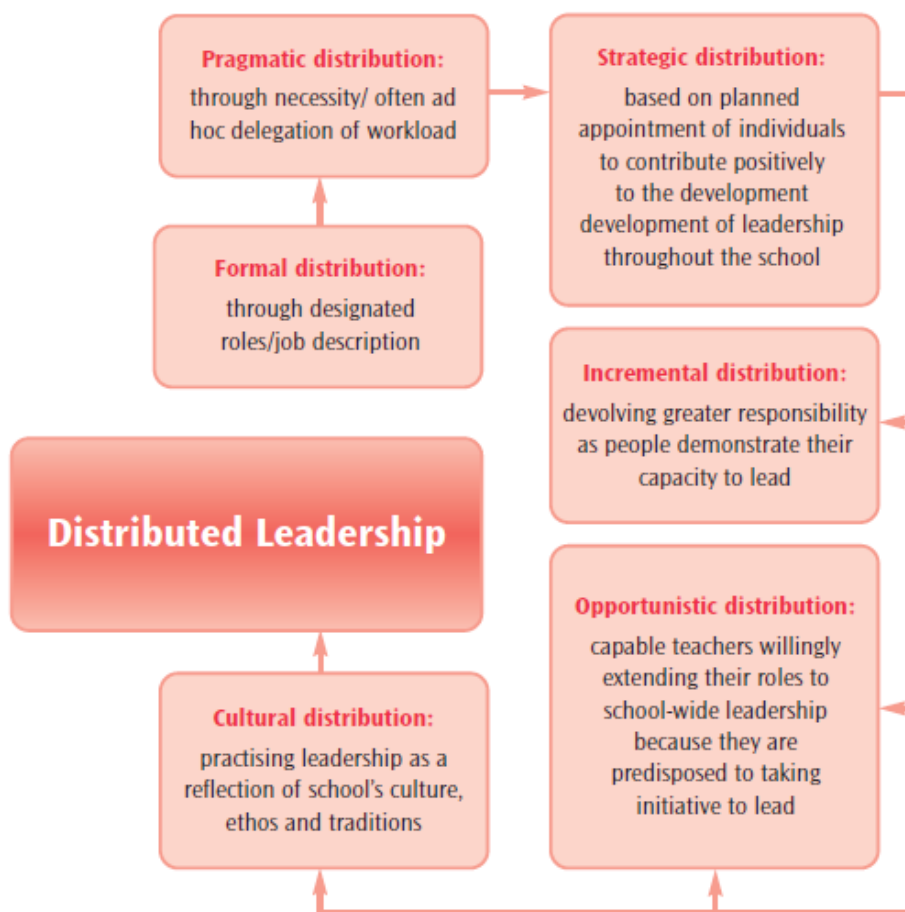 Pragmatic distribution:
through necessity/ often ad
hoc delegation of workload
Strategic distribution:
based on planned
appointment of individuals
to contribute positively
to the development
development of leadership
throughout the school
Formal distribution:
through designated
roles/job description
Incremental distribution:
devolving greater responsibility
as people demonstrate their
capacity to lead
Distributed Leadership
Opportunistic distribution:
capable teachers willingly
extending their roles to
school-wide leadership
because they are
predisposed to taking
initiative to lead
Cultural distribution:
practising leadership as a
reflection of school's culture,
ethos and traditions